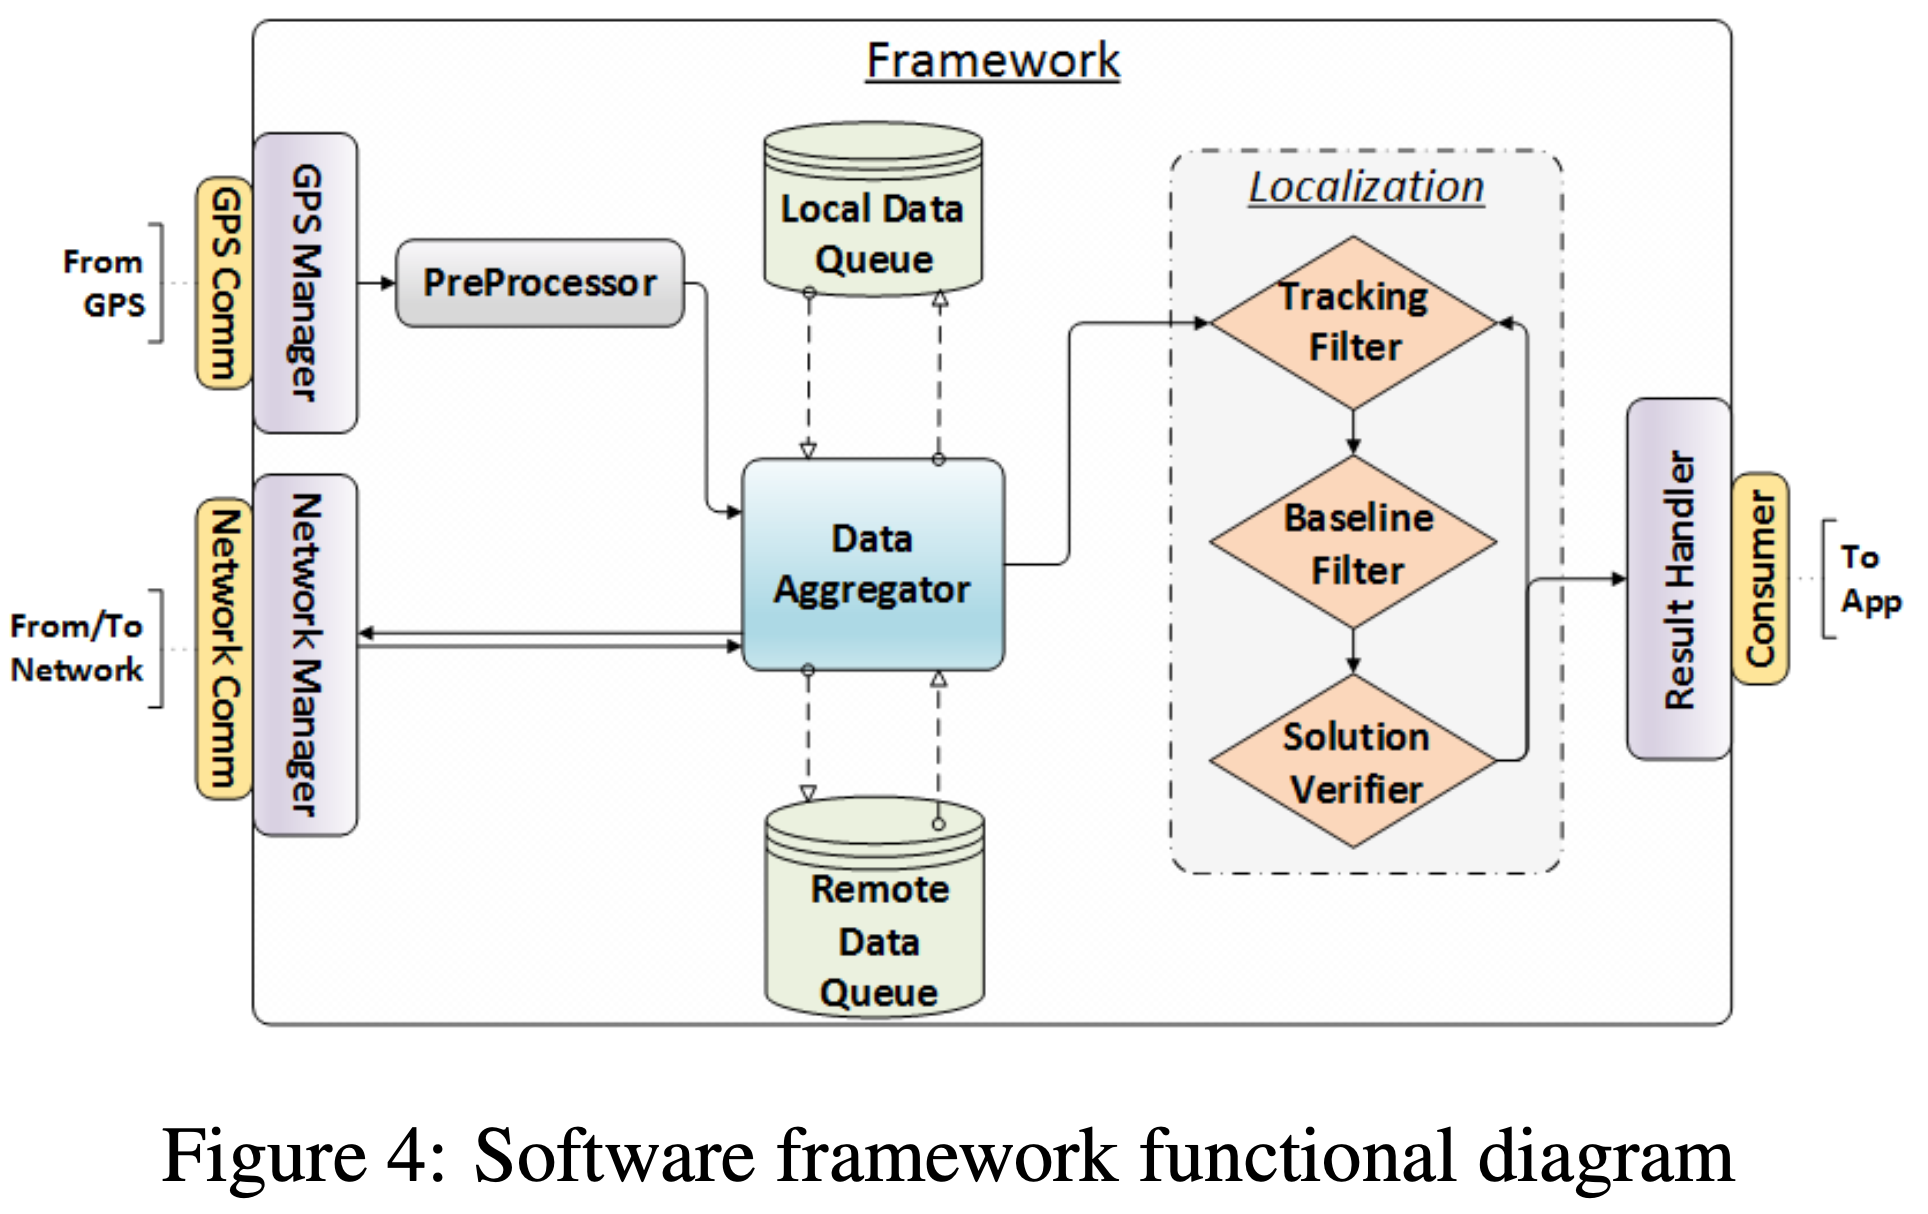 Framework
GPS Comm
GPS Manager
From
GPS
PreProcessor
Local Data
Queue
Localization
Tracking
Filter
Baseline
Filter
Solution
Verifier
Data
Aggregator
Network Comm
Network Manager
From/To
Network
Remote
Data
Queue
Result Handler
Consumer
To
App
Figure 4: Software framework functional diagram